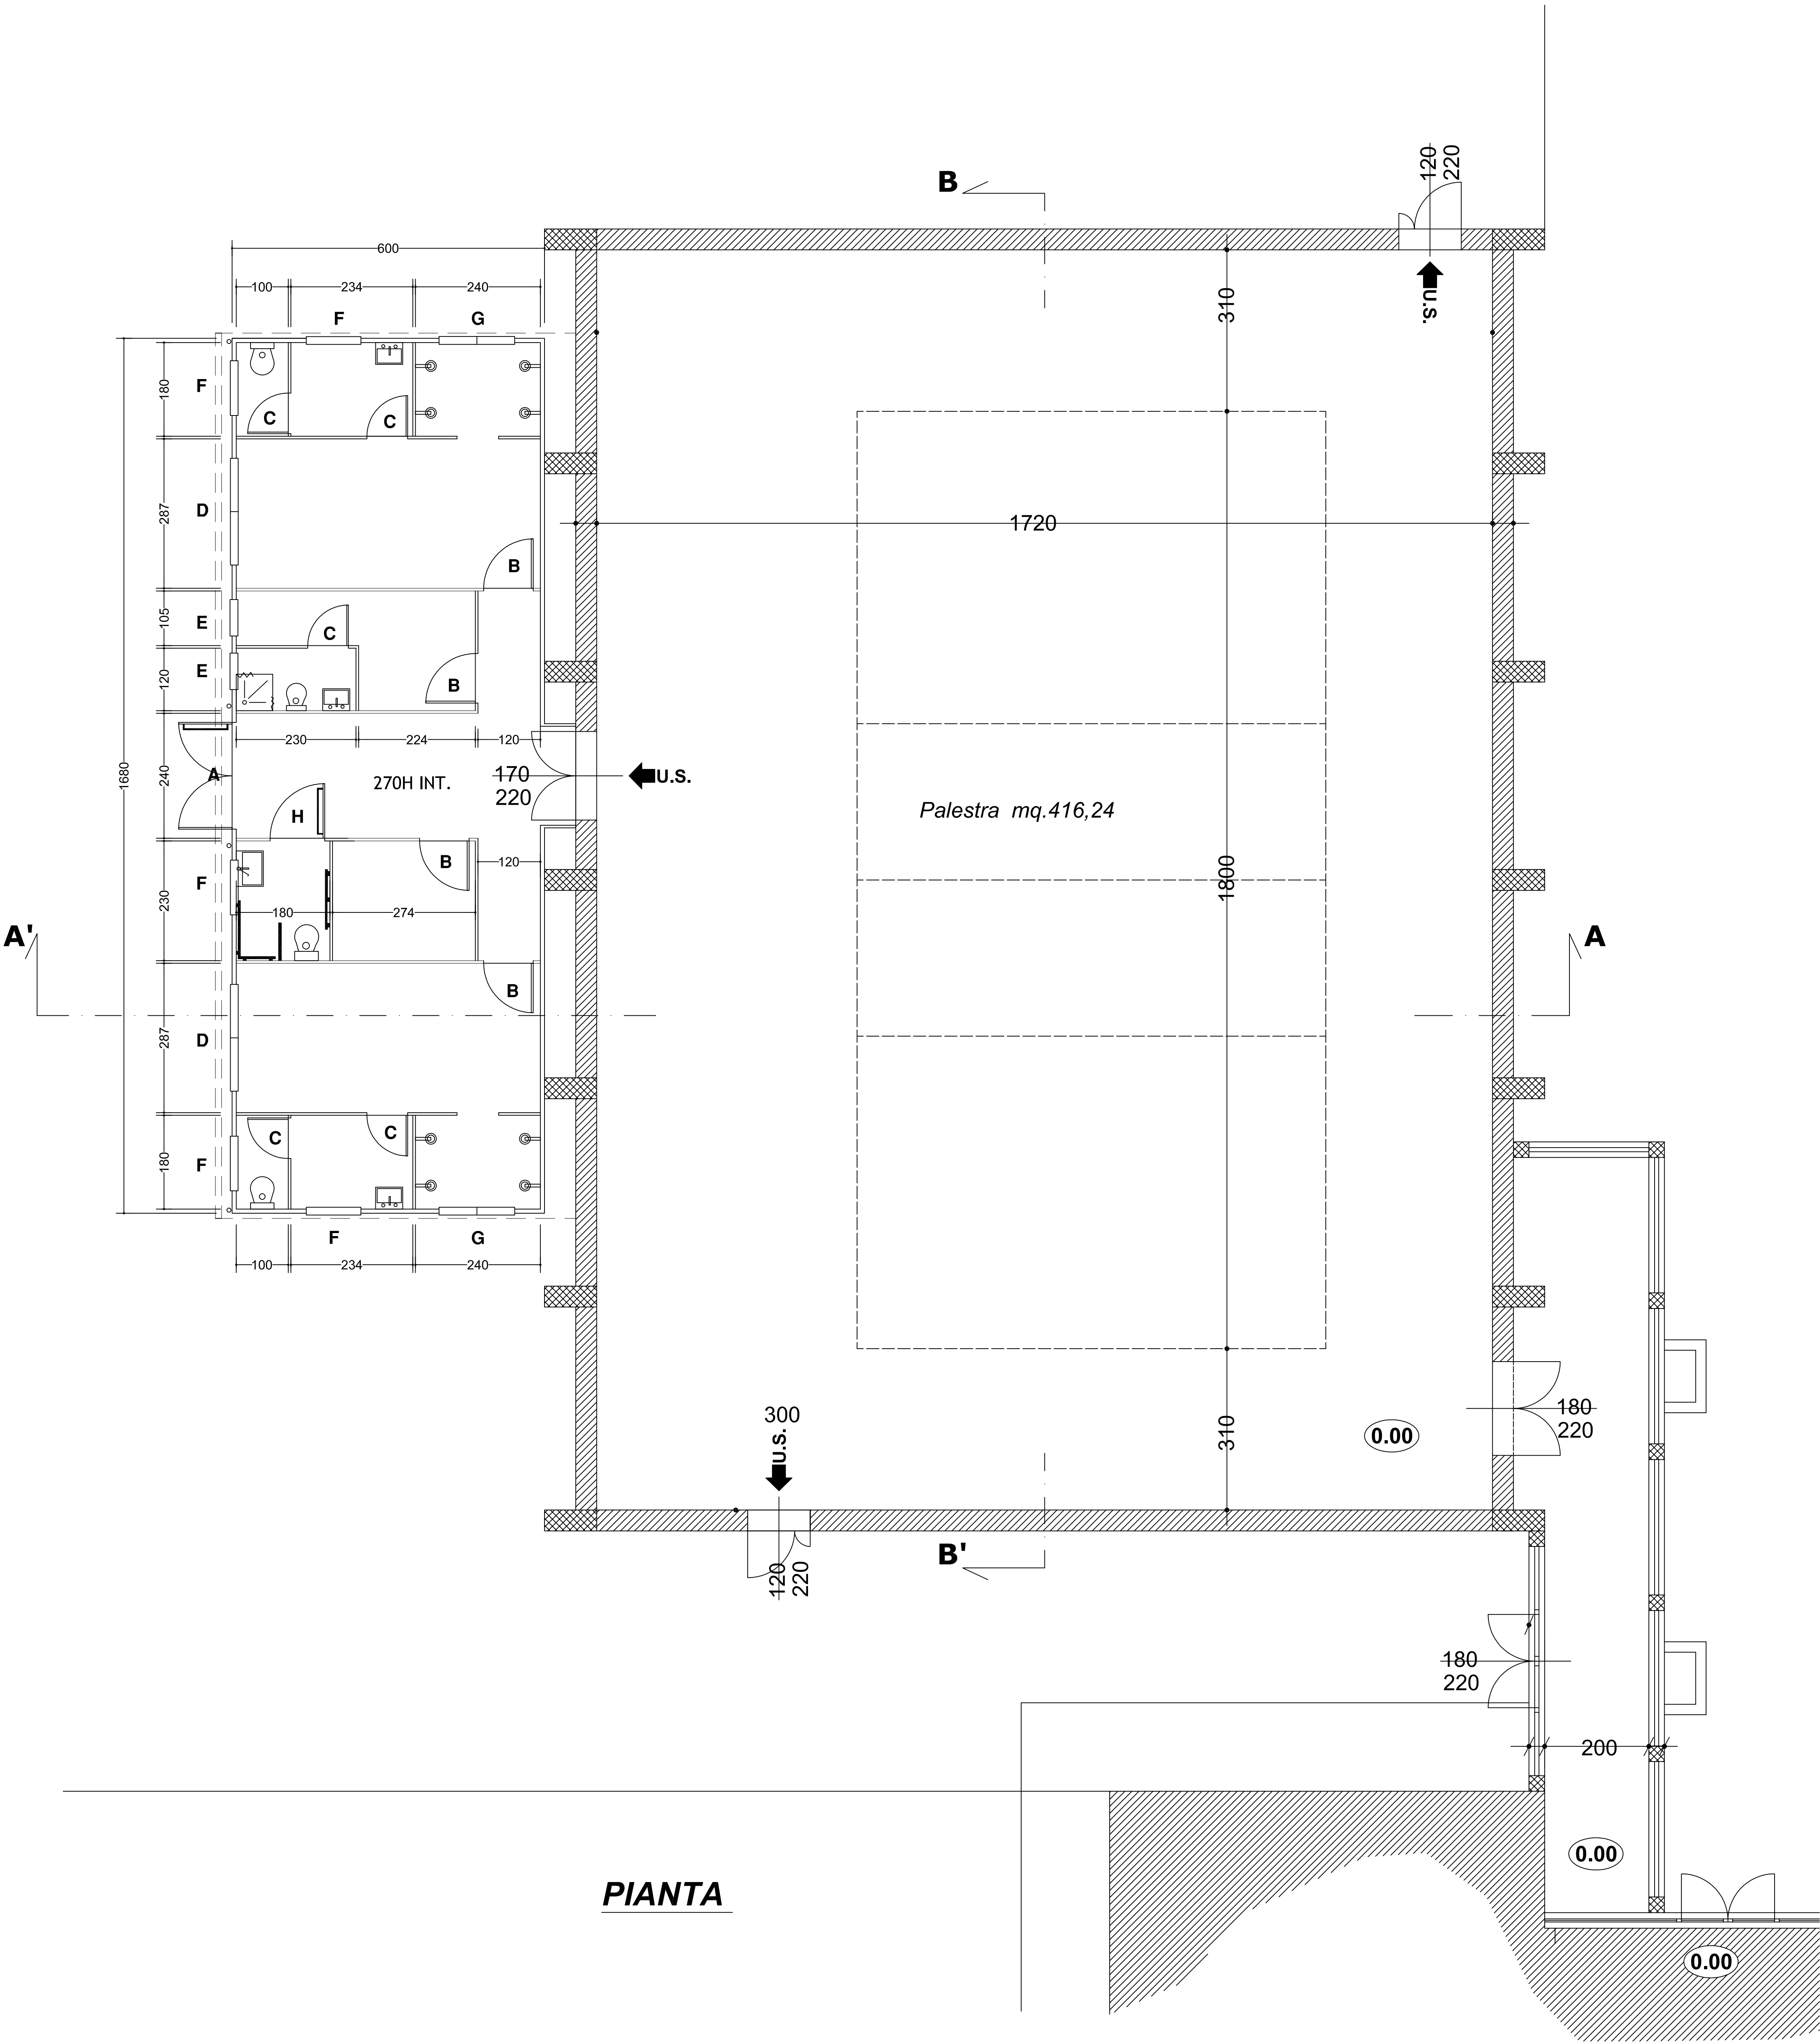 120
220
B
600
100
234
240
F
G
U.S.
310
F
180
C
C
D
287
1720
B
E
105
C
E
120
B
230
224
120
1680
A
240
270H INT.
170
220
U.S.
H
Palestra mq.416,24
B
120
F
230
1800
180
274
A'
A
B
D
287
C
C
F
180
F
G
100
234
240
300
U.S.
310
0.00
180
220
B'
120
220
180
220
200
0.00
PIANTA
0.00